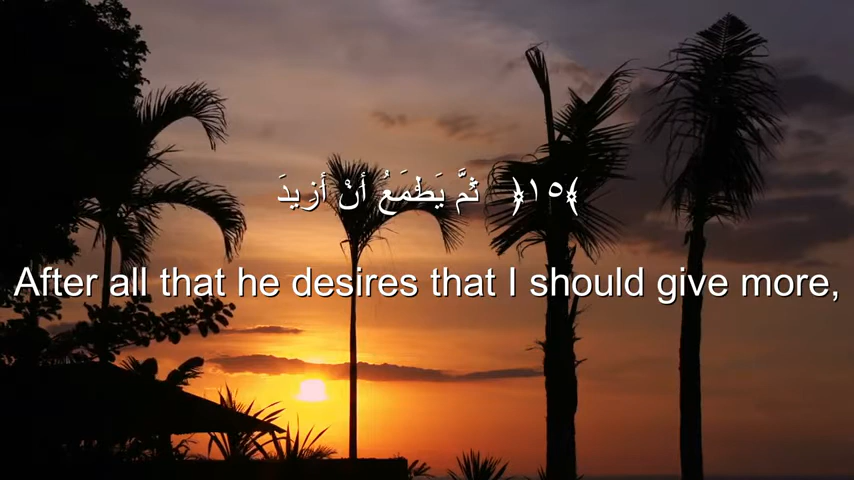 ﴿١٥﴾ ثُمَّ يَطْمَعُ أَنْ أَزِيدَ
After all that he desires that I should give more,